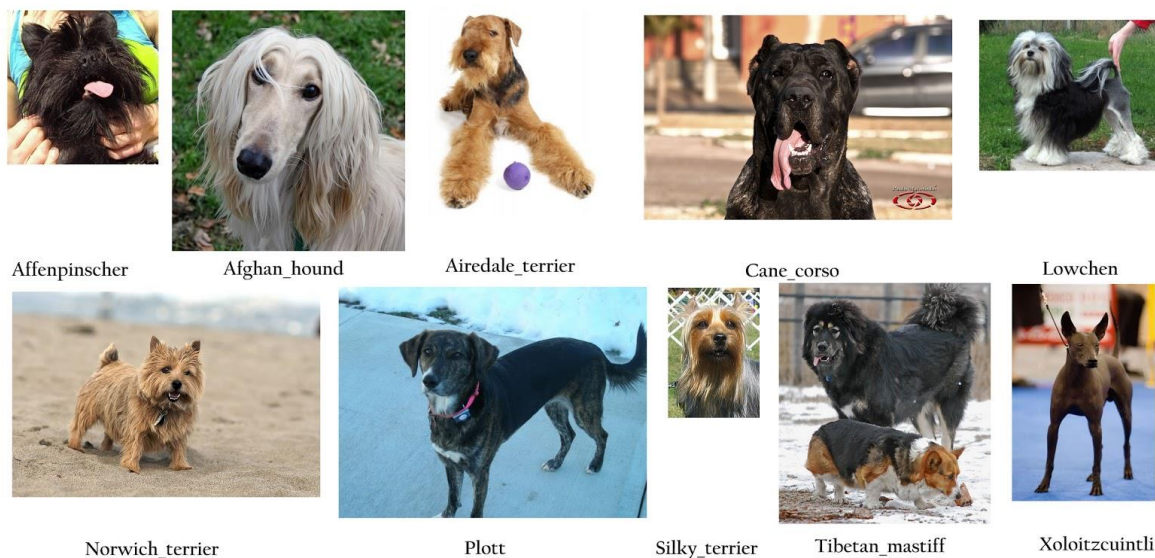 Affenpinscher
Afghan_hound
Airedale_terrier
Cane_corso
Lowchen
Norwich_terrier
Plott
Silky_terrier
Tibetan_mastiff
Xoloitzcuintli